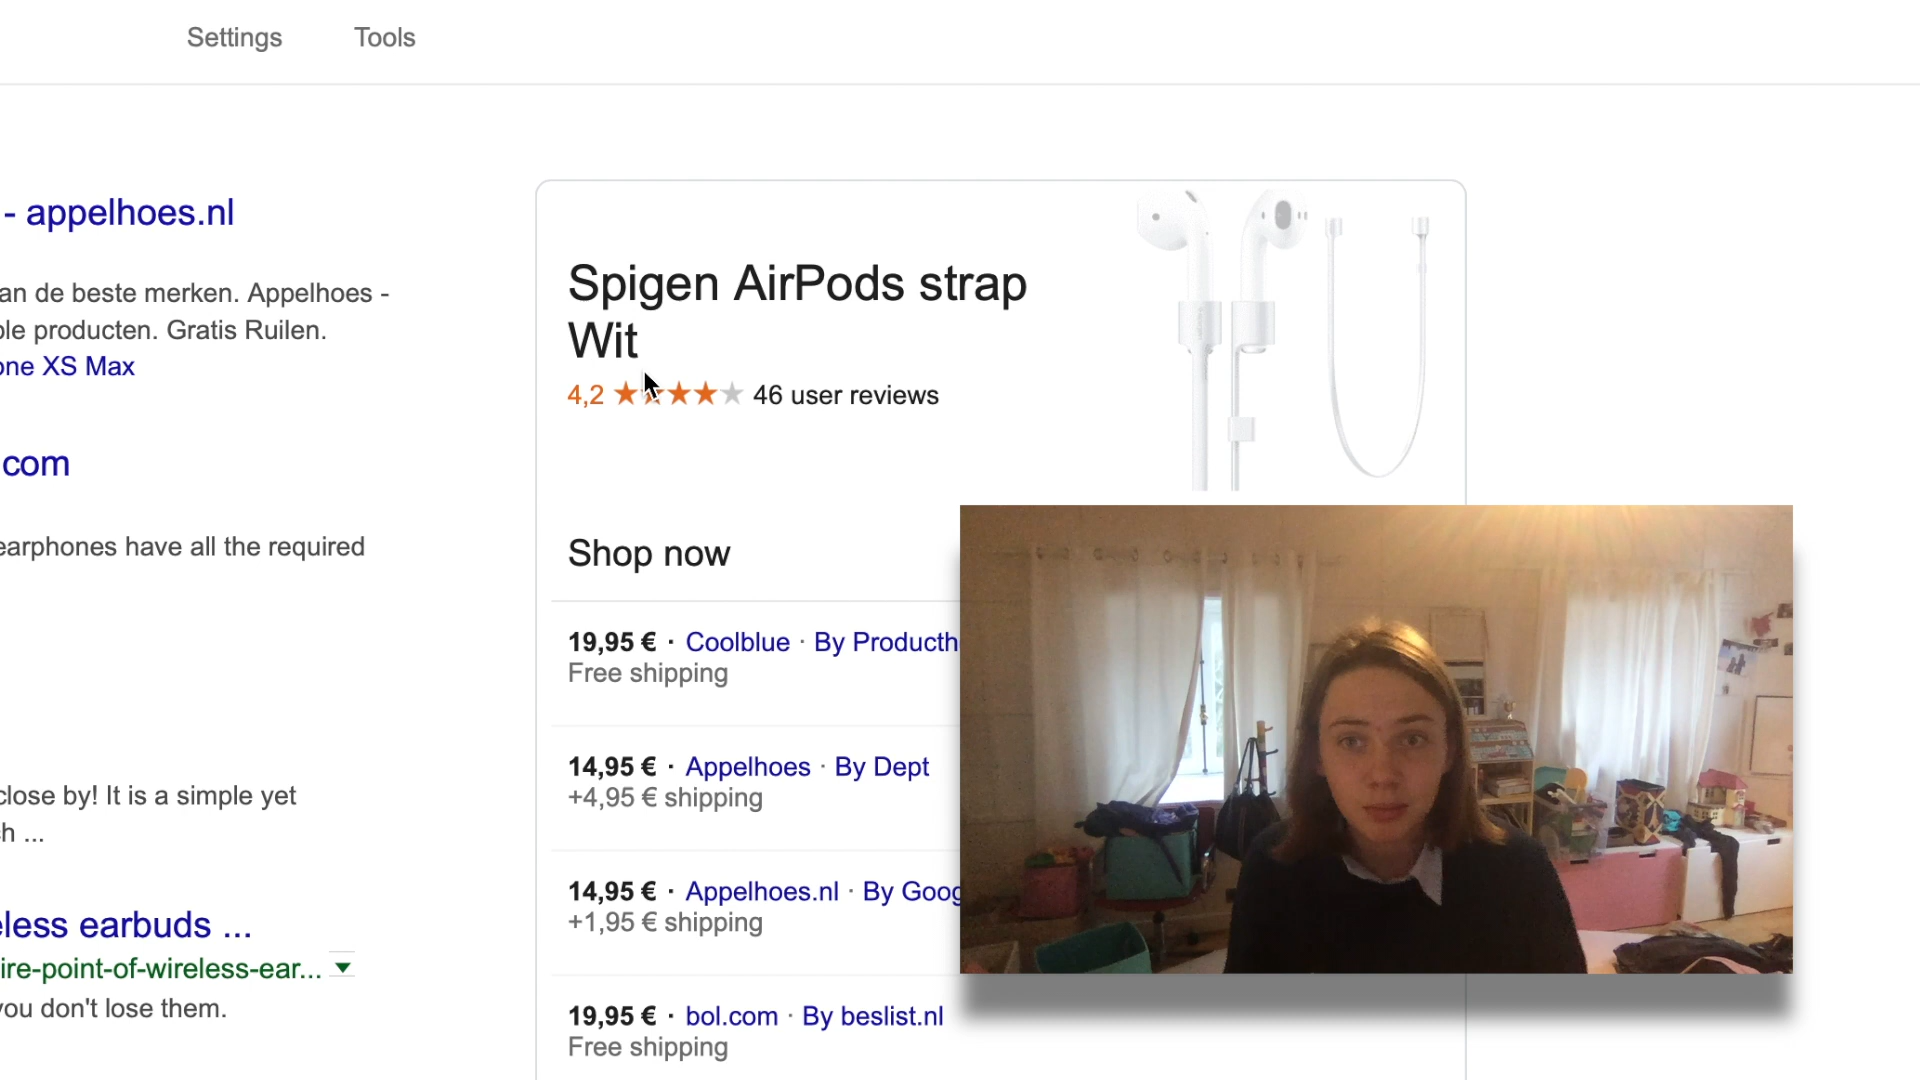 Settings Tools
- appelhoes.nl
an de beste merken. Appelhoes -
ble producten. Gratis Ruilen.
one XS Max
.com
earphones have all the required
close by! It is a simple yet
ch ...
eless earbuds ...
ire-point-of-wireless-ear...
you don't lose them.
Spigen AirPods strap
Wit
4,2 46 user reviews
Shop now
19,95 € · Coolblue · By Producth
Free shipping
14,95 € · Appelhoes · By Dept
+4,95 € shipping
14,95 € · Appelhoes.nl · By Goog
+1,95 € shipping
19,95 € · bol.com · By beslist.nl
Free shipping